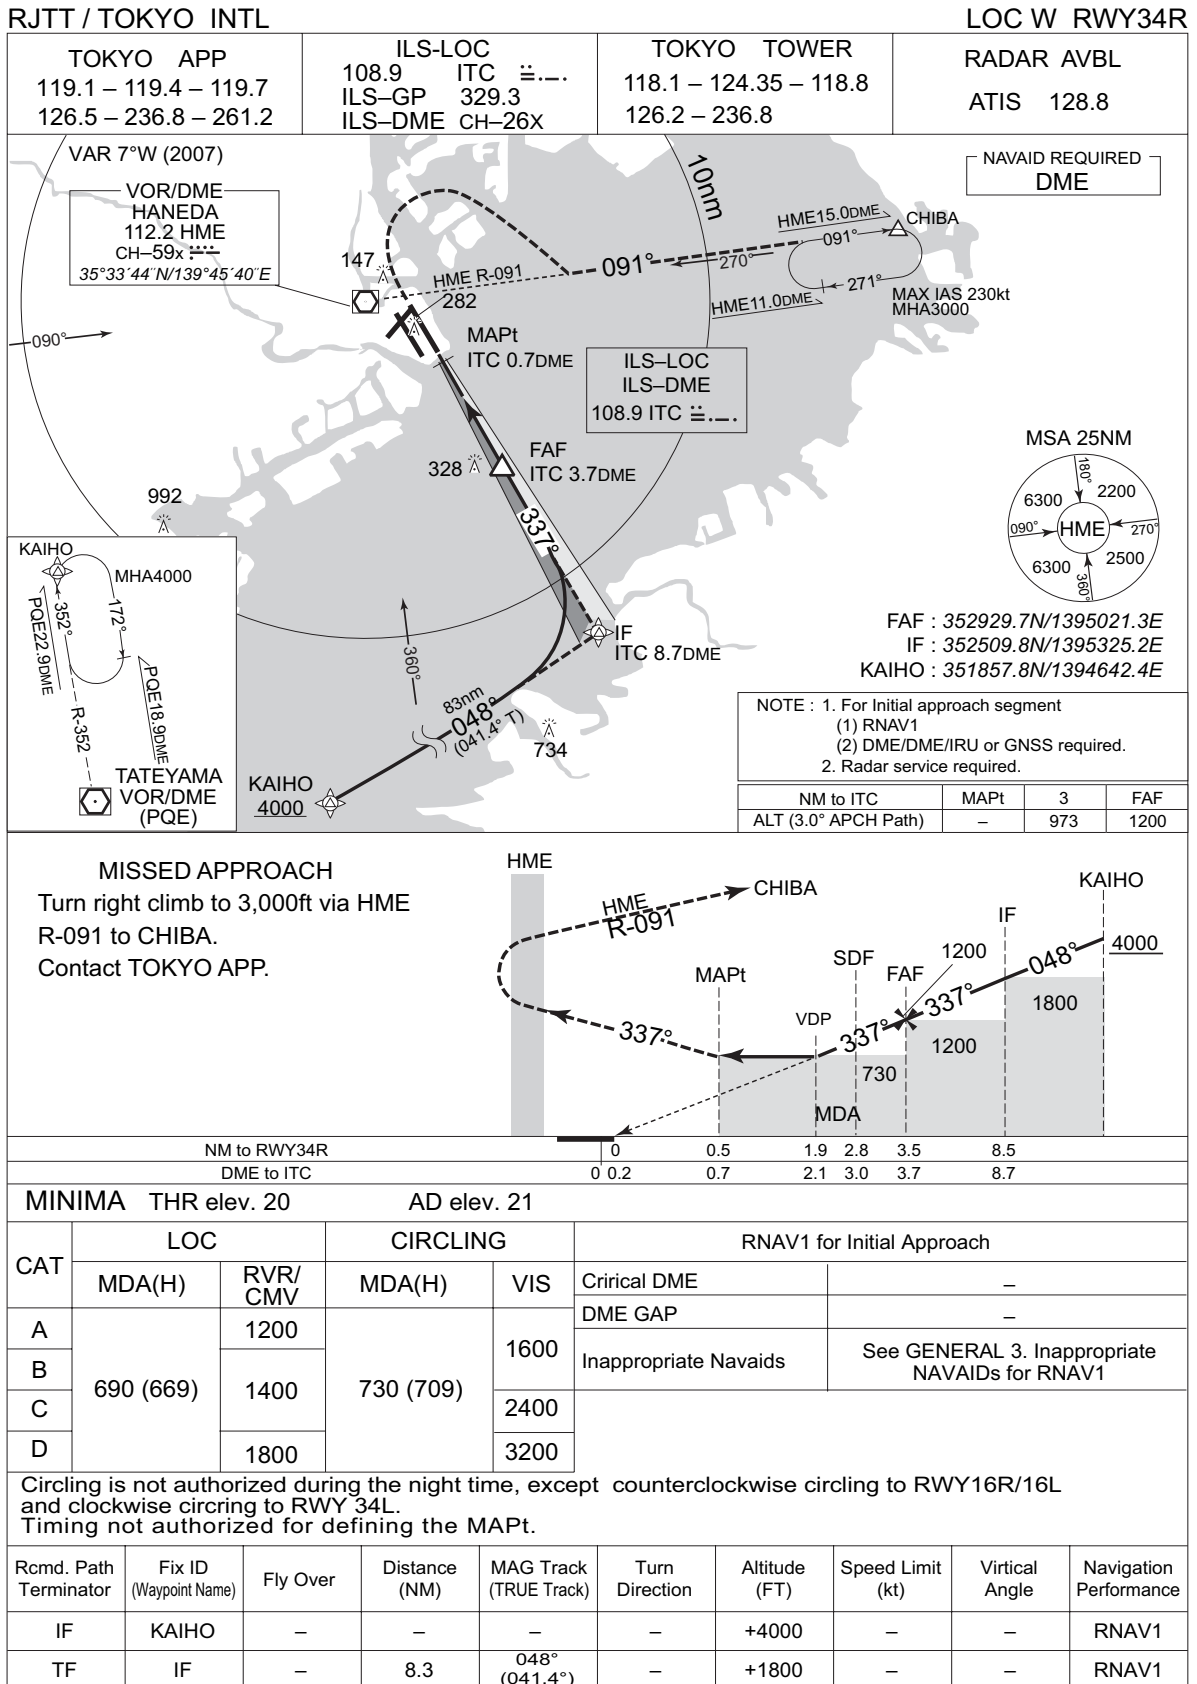 RJTT / TOKYO INTL
LOC W RWY34R
TOKYO APP
119.1 – 119.4 – 119.7
126.5 – 236.8 – 261.2
ILS-LOC
108.9 ITC
ILS–GP 329.3
ILS–DME CH–26X
TOKYO TOWER
118.1 – 124.35 – 118.8
126.2 – 236.8
RADAR AVBL
ATIS 128.8
VAR 7°W (2007)
VOR/DME
HANEDA
112.2 HME
CH–59x
35°33´44¨N/139°45´40¨E
10nm
NAVAID REQUIRED
DME
HME15.0DME
CHIBA
091°
270°
271°
HME11.0DME
MAX IAS 230kt
MHA3000
147
HME R-091
091°
282
090°
MAPt
ITC 0.7DME
ILS–LOC
ILS–DME
108.9 ITC
FAF
ITC 3.7DME
328
337°
992
MSA 25NM
180°
6300
2200
090°
HME
270°
6300
2500
360°
KAIHO
MHA4000
352°
172°
PQE22.9DME
PQE18.9DME
R-352
TATEYAMA
VOR/DME
(PQE)
IF
ITC 8.7DME
360°
83nm
048°
(041.4° T)
734
KAIHO
4000
FAF : 352929.7N/1395021.3E
IF : 352509.8N/1395325.2E
KAIHO : 351857.8N/1394642.4E
NOTE : 1. For Initial approach segment
(1) RNAV1
(2) DME/DME/IRU or GNSS required.
2. Radar service required.
NM to ITC MAPt 3 FAF
ALT (3.0° APCH Path) – 973 1200
MISSED APPROACH
Turn right climb to 3,000ft via HME
R-091 to CHIBA.
Contact TOKYO APP.
HME
HME
R-091
CHIBA
KAIHO
IF
4000
048°
1200
SDF
FAF
MAPt
337°
1800
VDP
337°
337°
1200
730
MDA
NM to RWY34R 0 0.5 1.9 2.8 3.5 8.5
DME to ITC 0 0.2 0.7 2.1 3.0 3.7 8.7
MINIMA THR elev. 20 AD elev. 21
CAT
LOC
CIRCLING
RNAV1 for Initial Approach
MDA(H)
RVR/
CMV
MDA(H)
VIS
Crirical DME –
DME GAP –
Inappropriate Navaids
See GENERAL 3. Inappropriate
NAVAIDs for RNAV1
A
B
C
D
690 (669)
1200
1400
1800
730 (709)
1600
2400
3200
Circling is not authorized during the night time, except counterclockwise circling to RWY16R/16L
and clockwise circring to RWY 34L.
Timing not authorized for defining the MAPt.
Rcmd. Path
Terminator
Fix ID
(Waypoint Name)
Fly Over
Distance
(NM)
MAG Track
(TRUE Track)
Turn
Direction
Altitude
(FT)
Speed Limit
(kt)
Virtical
Angle
Navigation
Performance
IF KAIHO – – – – +4000 – – RNAV1
TF IF – 8.3 048° (041.4°) – +1800 – – RNAV1